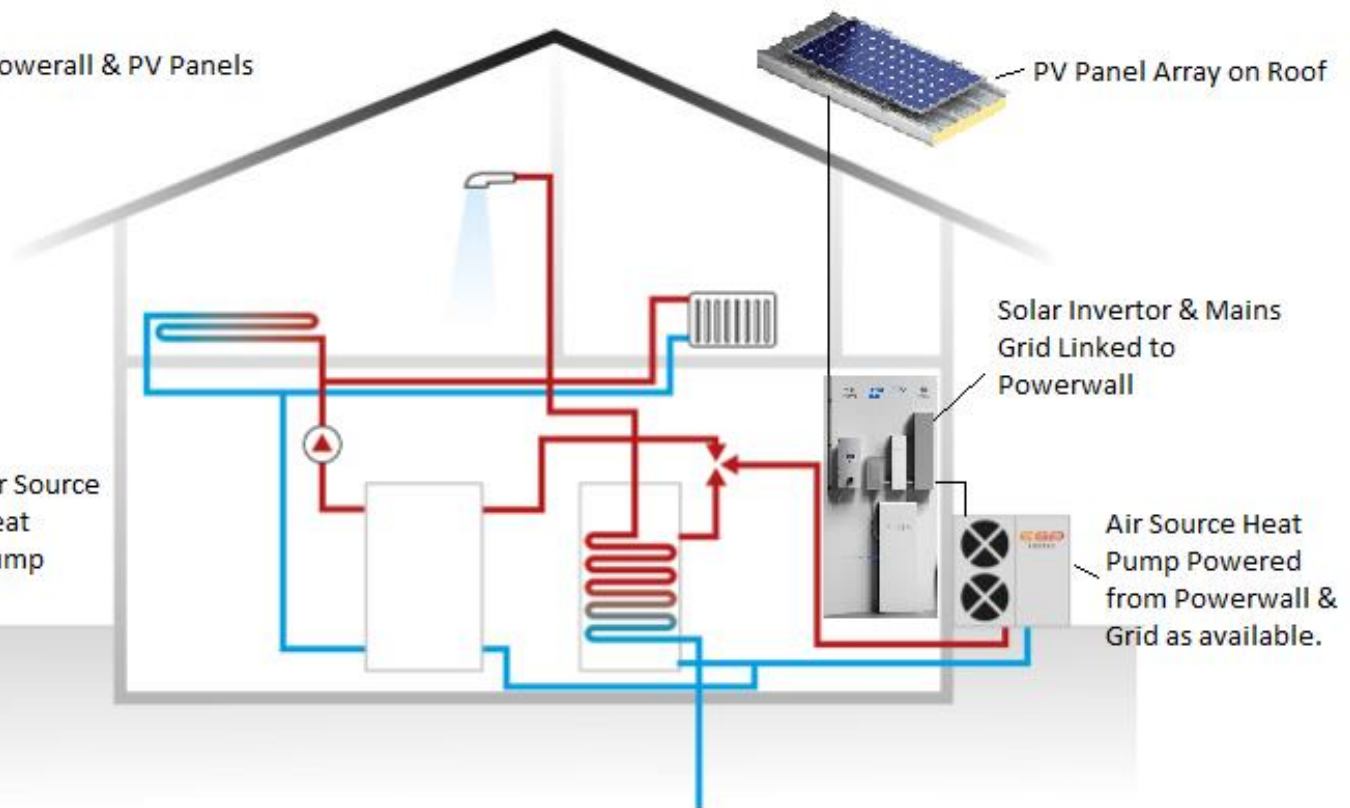 owerall & PV Panels
PV Panel Array on Roof
Solar Invertor & Mains
Grid Linked to
Powerwall
r Source
eat
ump
Air Source Heat
Pump Powered
from Powerwall &
Grid as available.